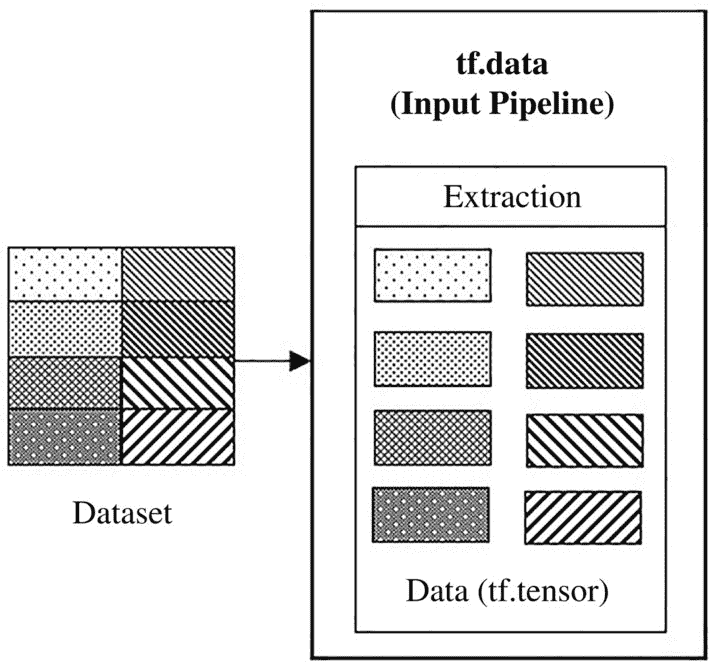 tf.data
(Input Pipeline)
Extraction
Dataset
Data (tf.tensor)